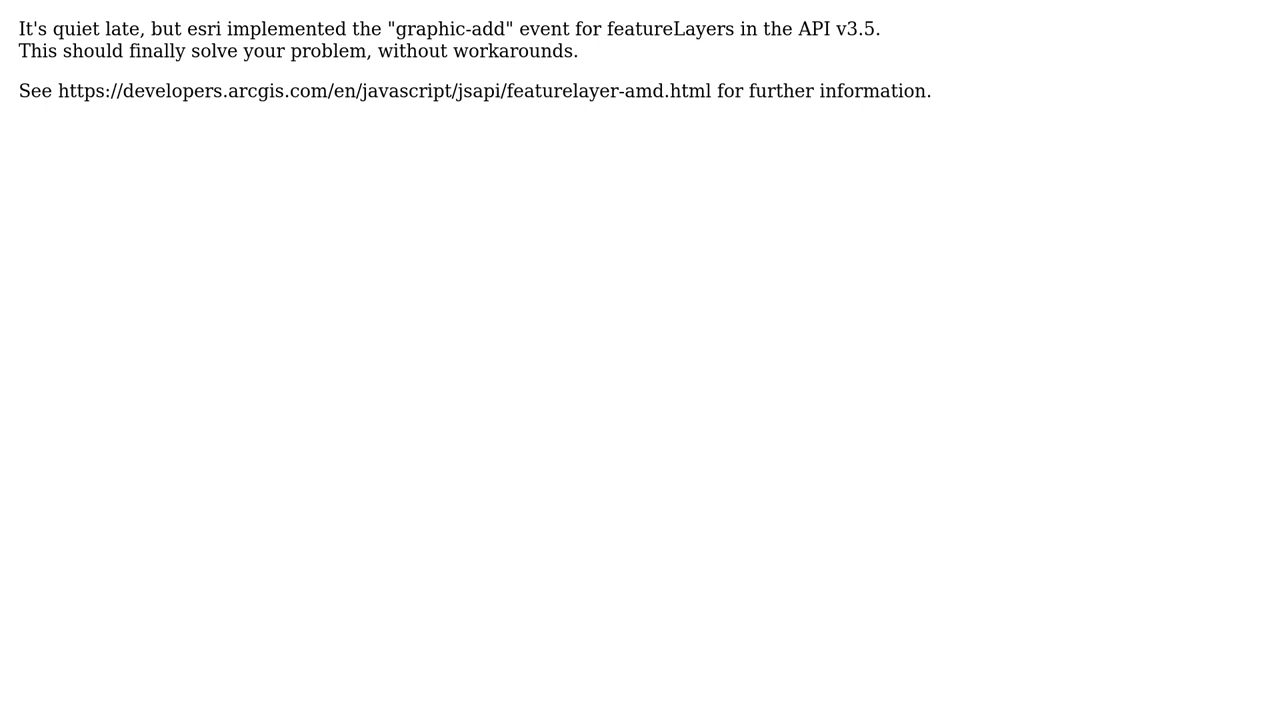 It's quiet late, but esri implemented the "graphic-add" event for featureLayers in the API v3.5.
This should finally solve your problem, without workarounds.
See https://developers.arcgis.com/en/javascript/jsapi/featurelayer-amd.html for further information.